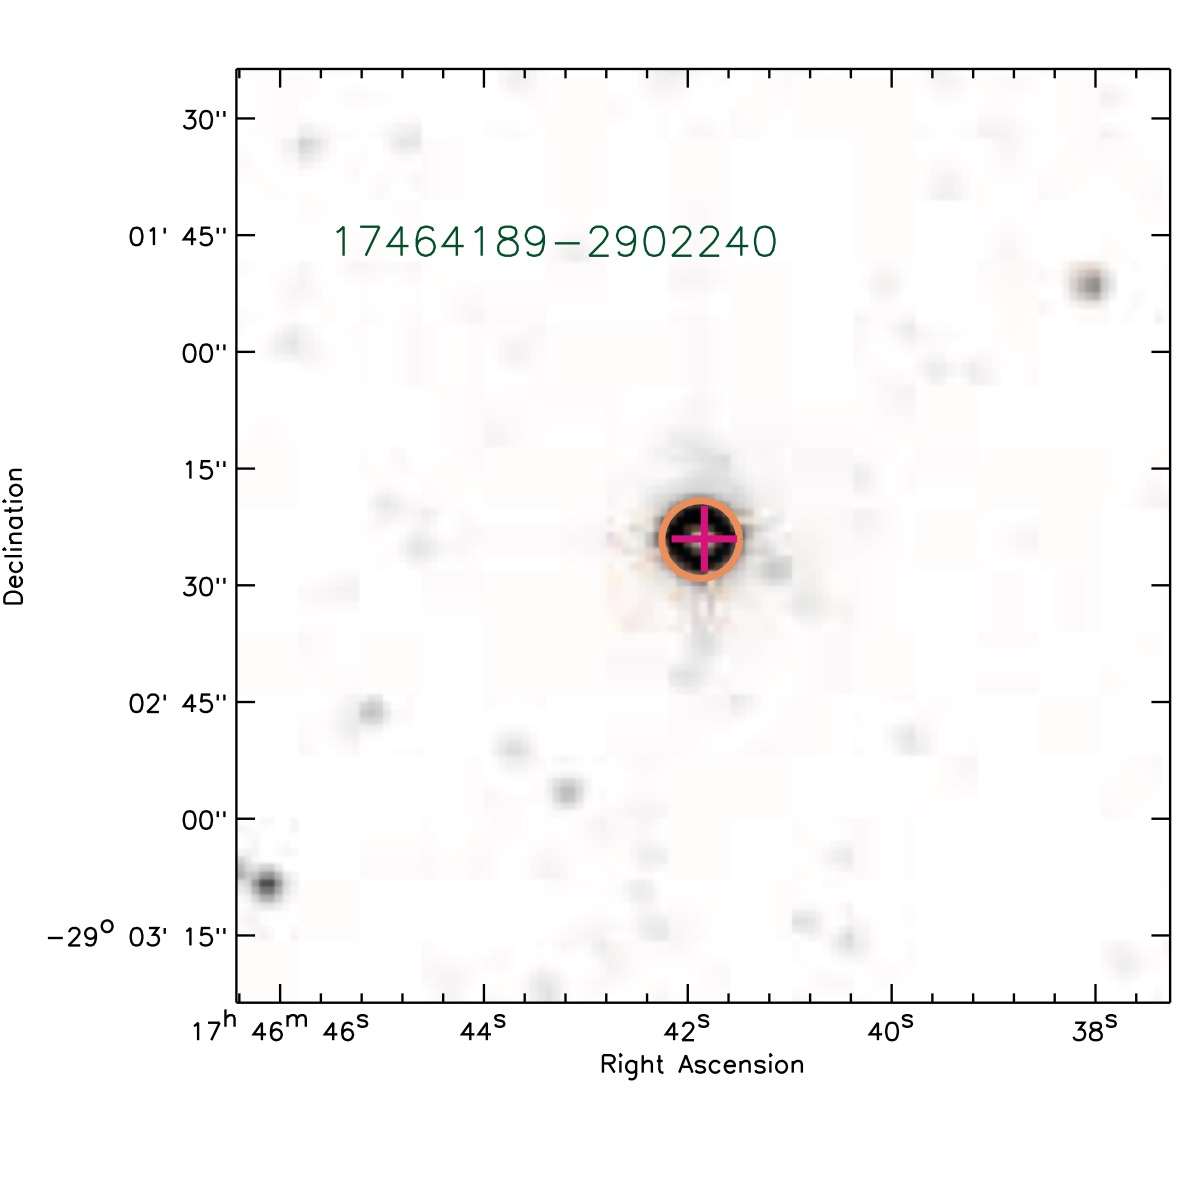 30"
17464189-2902240
01' 45"
00"
15"
Declination
30"
02' 45"
00"
-29° 03' 15"
17h 46m 46s 44s 42s 40s 38s
Right Ascension